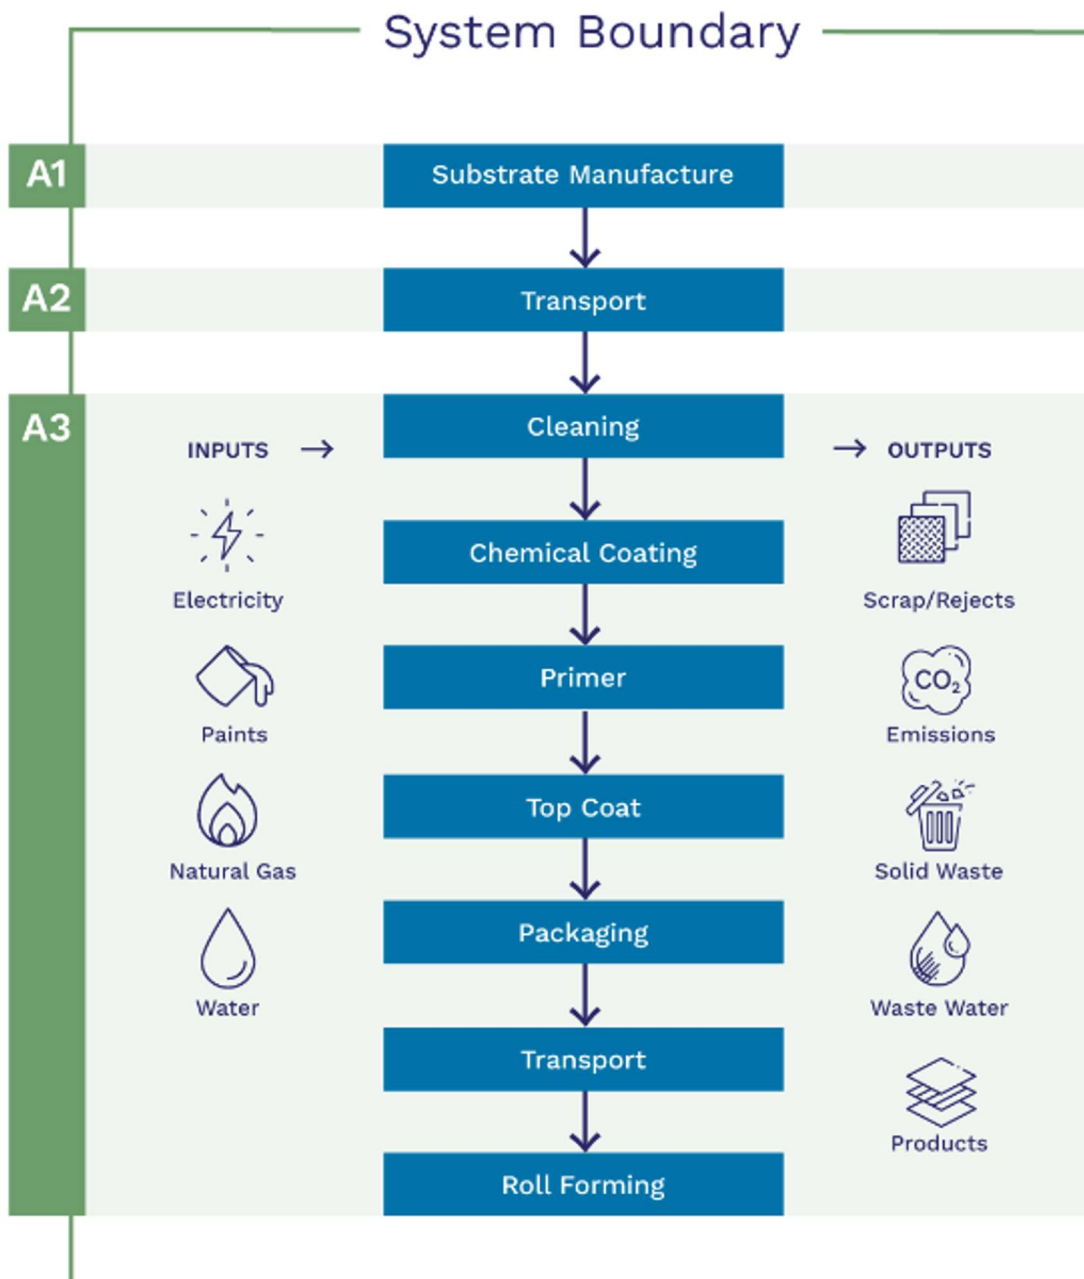 System Boundary
A1
Substrate Manufacture
A2
Transport
A3
Cleaning
INPUTS →
→ OUTPUTS
Electricity
Chemical Coating
Scrap/Rejects
Paints
Primer
CO₂
Emissions
Natural Gas
Top Coat
Solid Waste
Water
Packaging
Waste Water
Transport
Products
Roll Forming